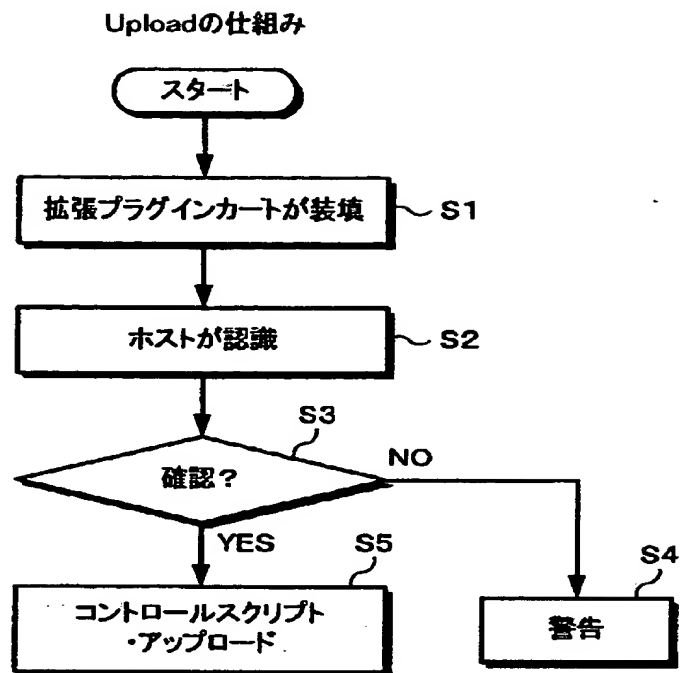 Uploadの仕組み
スタート
拡張プラグインカートが装填
S1
ホストが認識
S2
S3
確認？
NO
YES
S5
S4
コントロールスクリプト
・アップロード
警告